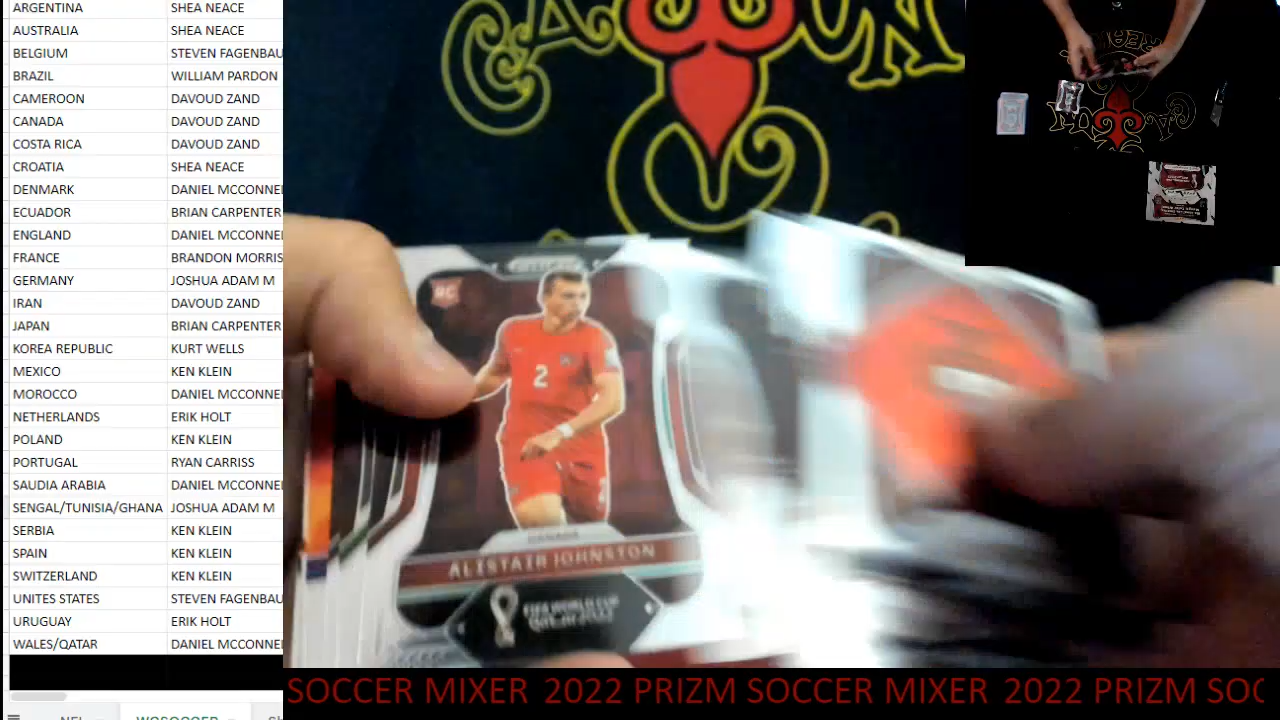 ARGENTINA SHEA NEACE
AUSTRALIA SHEA NEACE
BELGIUM STEVEN FAGENBAU
BRAZIL WILLIAM PARDON
CAMEROON DAVOUD ZAND
CANADA DAVOUD ZAND
COSTA RICA DAVOUD ZAND
CROATIA SHEA NEACE
DENMARK DANIEL MCCONNE
ECUADOR BRIAN CARPENTER
ENGLAND DANIEL MCCONNE
FRANCE BRANDON MORRIS
GERMANY JOSHUA ADAM M
IRAN DAVOUD ZAND
JAPAN BRIAN CARPENTER
KOREA REPUBLIC KURT WELLS
MEXICO KEN KLEIN
MOROCCO DANIEL MCCONNE
NETHERLANDS ERIK HOLT
POLAND KEN KLEIN
PORTUGAL RYAN CARRISS
SAUDIA ARABIA DANIEL MCCONNE
SENGAL/TUNISIA/GHANA JOSHUA ADAM M
SERBIA KEN KLEIN
SPAIN KEN KLEIN
SWITZERLAND KEN KLEIN
UNITES STATES STEVEN FAGENBAU
URUGUAY ERIK HOLT
WALES/QATAR DANIEL MCCONNE
RC
2
CANADA
ALISTAIR JOHNSTON
FIFA WORLD CUP
QATAR 2022
SOCCER MIXER 2022 PRIZM SOCCER MIXER 2022 PRIZM SOC